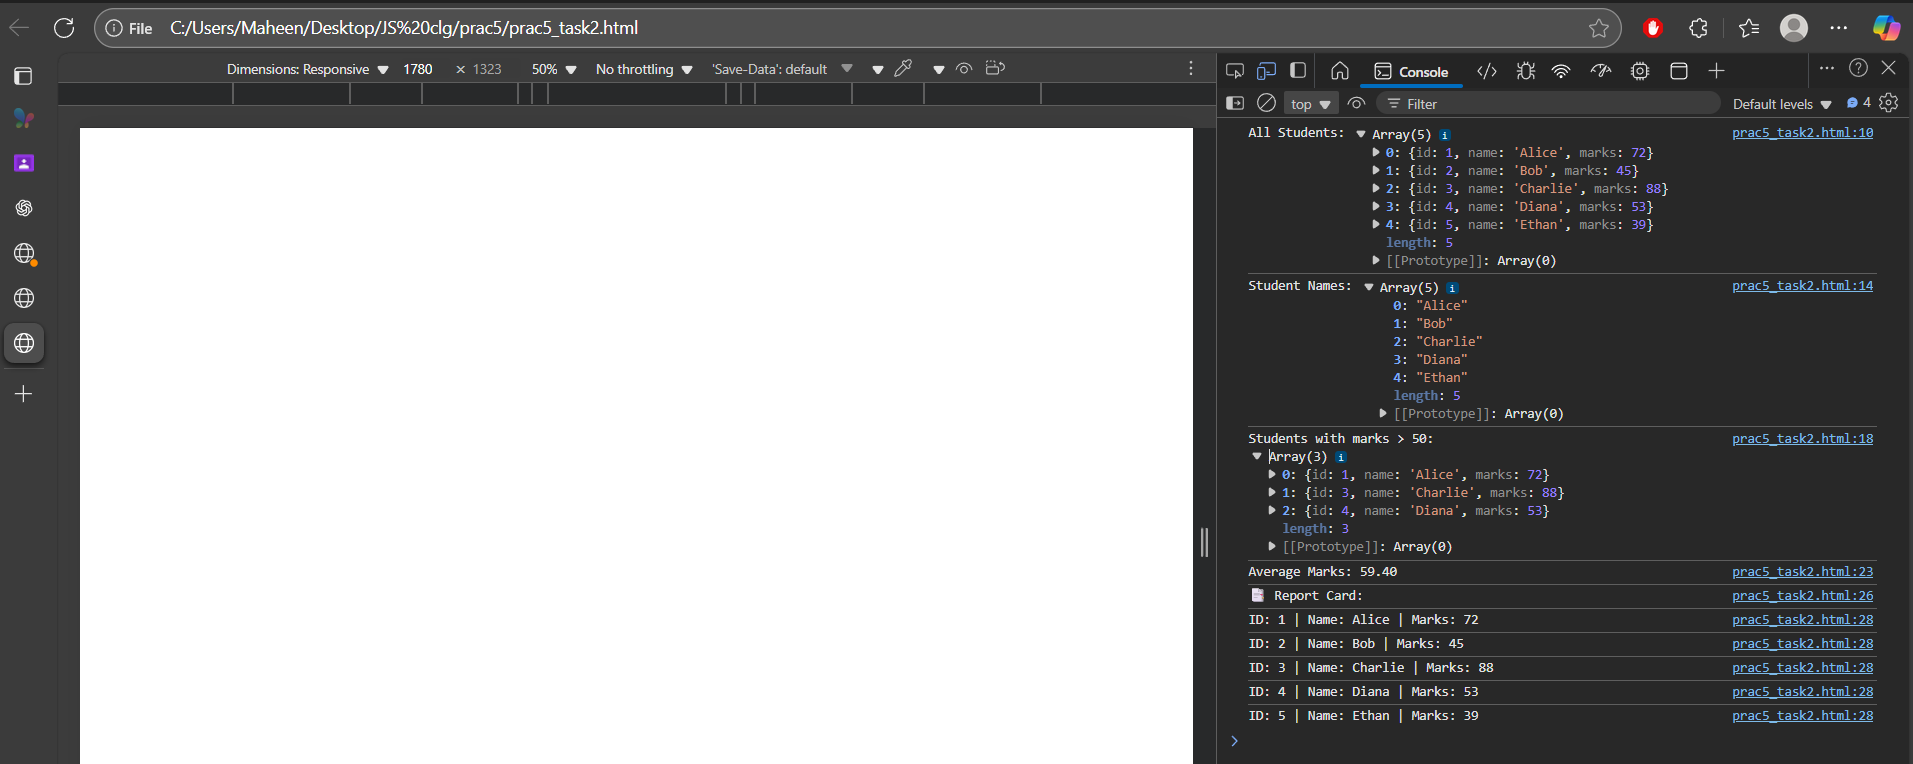 File C:/Users/Maheen/Desktop/JS%20clg/prac5/prac5_task2.html
Dimensions: Responsive 1780 × 1323 50% No throttling 'Save-Data': default
Console
top Filter Default levels 4
All Students: Array(5) i prac5_task2.html:10
0: {id: 1, name: 'Alice', marks: 72}
1: {id: 2, name: 'Bob', marks: 45}
2: {id: 3, name: 'Charlie', marks: 88}
3: {id: 4, name: 'Diana', marks: 53}
4: {id: 5, name: 'Ethan', marks: 39}
length: 5
[[Prototype]]: Array(0)
Student Names: Array(5) i prac5_task2.html:14
0: "Alice"
1: "Bob"
2: "Charlie"
3: "Diana"
4: "Ethan"
length: 5
[[Prototype]]: Array(0)
Students with marks > 50: prac5_task2.html:18
Array(3) i
0: {id: 1, name: 'Alice', marks: 72}
1: {id: 3, name: 'Charlie', marks: 88}
2: {id: 4, name: 'Diana', marks: 53}
length: 3
[[Prototype]]: Array(0)
Average Marks: 59.40 prac5_task2.html:23
Report Card: prac5_task2.html:26
ID: 1 | Name: Alice | Marks: 72 prac5_task2.html:28
ID: 2 | Name: Bob | Marks: 45 prac5_task2.html:28
ID: 3 | Name: Charlie | Marks: 88 prac5_task2.html:28
ID: 4 | Name: Diana | Marks: 53 prac5_task2.html:28
ID: 5 | Name: Ethan | Marks: 39 prac5_task2.html:28